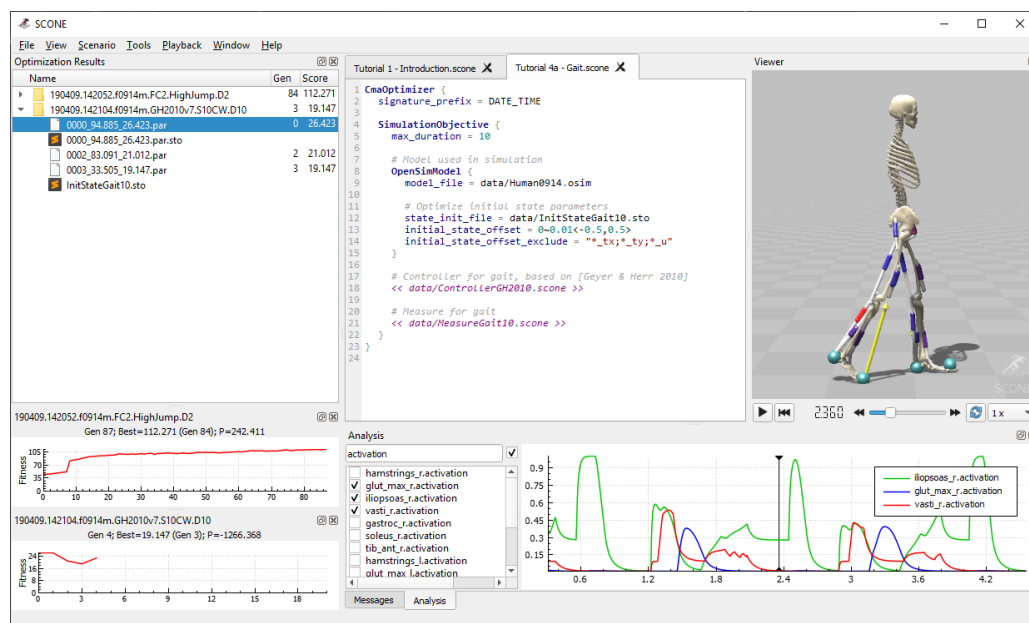 SCONE
File View Scenario Tools Playback Window Help
Optimization Results
Name Gen Score
190409.142052.f0914m.FC2.HighJump.D2 84 112.271
190409.142104.f0914m.GH2010v7.S10CW.D10 3 19.147
0000_94.885_26.423.par 0 26.423
0000_94.885_26.423.par.sto
0002_83.091_21.012.par 2 21.012
0003_33.505_19.147.par 3 19.147
InitStateGait10.sto
190409.142052.f0914m.FC2.HighJump.D2
Gen 87; Best=112.271 (Gen 84); P=242.411
Fitness
105
70
35
0
0 10 20 30 40 50 60 70 80
190409.142104.f0914m.GH2010v7.S10CW.D10
Gen 4; Best=19.147 (Gen 3); P=-1266.368
Fitness
24
16
8
0
0 3 6 9 12 15 18
Tutorial 1 - Introduction.scone
Tutorial 4a - Gait.scone
1 CmaOptimizer {
2 signature_prefix = DATE_TIME
3
4 SimulationObjective {
5 max_duration = 10
6
7 # Model used in simulation
8 OpenSimModel {
9 model_file = data/Human0914.osim
10
11 # Optimize initial state parameters
12 state_init_file = data/InitStateGait10.sto
13 initial_state_offset = 0~0.01<-0.5,0.5>
14 initial_state_offset_exclude = "*_tx;*_ty;*_u"
15 }
16
17 # Controller for gait, based on [Geyer & Herr 2010]
18 << data/ControllerGH2010.scone >>
19
20 # Measure for gait
21 << data/MeasureGait10.scone >>
22 }
23 }
24
Viewer
SCONE
2.360
1 x
Analysis
activation
hamstrings_r.activation
glut_max_r.activation
iliopsoas_r.activation
vasti_r.activation
gastroc_r.activation
soleus_r.activation
tib_ant_r.activation
hamstrings_l.activation
glut_max_l.activation
Messages Analysis
0.9
0.75
0.6
0.45
0.3
0.15
0.6 1.2 1.8 2.4 3 3.6 4.2
iliopsoas_r.activation
glut_max_r.activation
vasti_r.activation